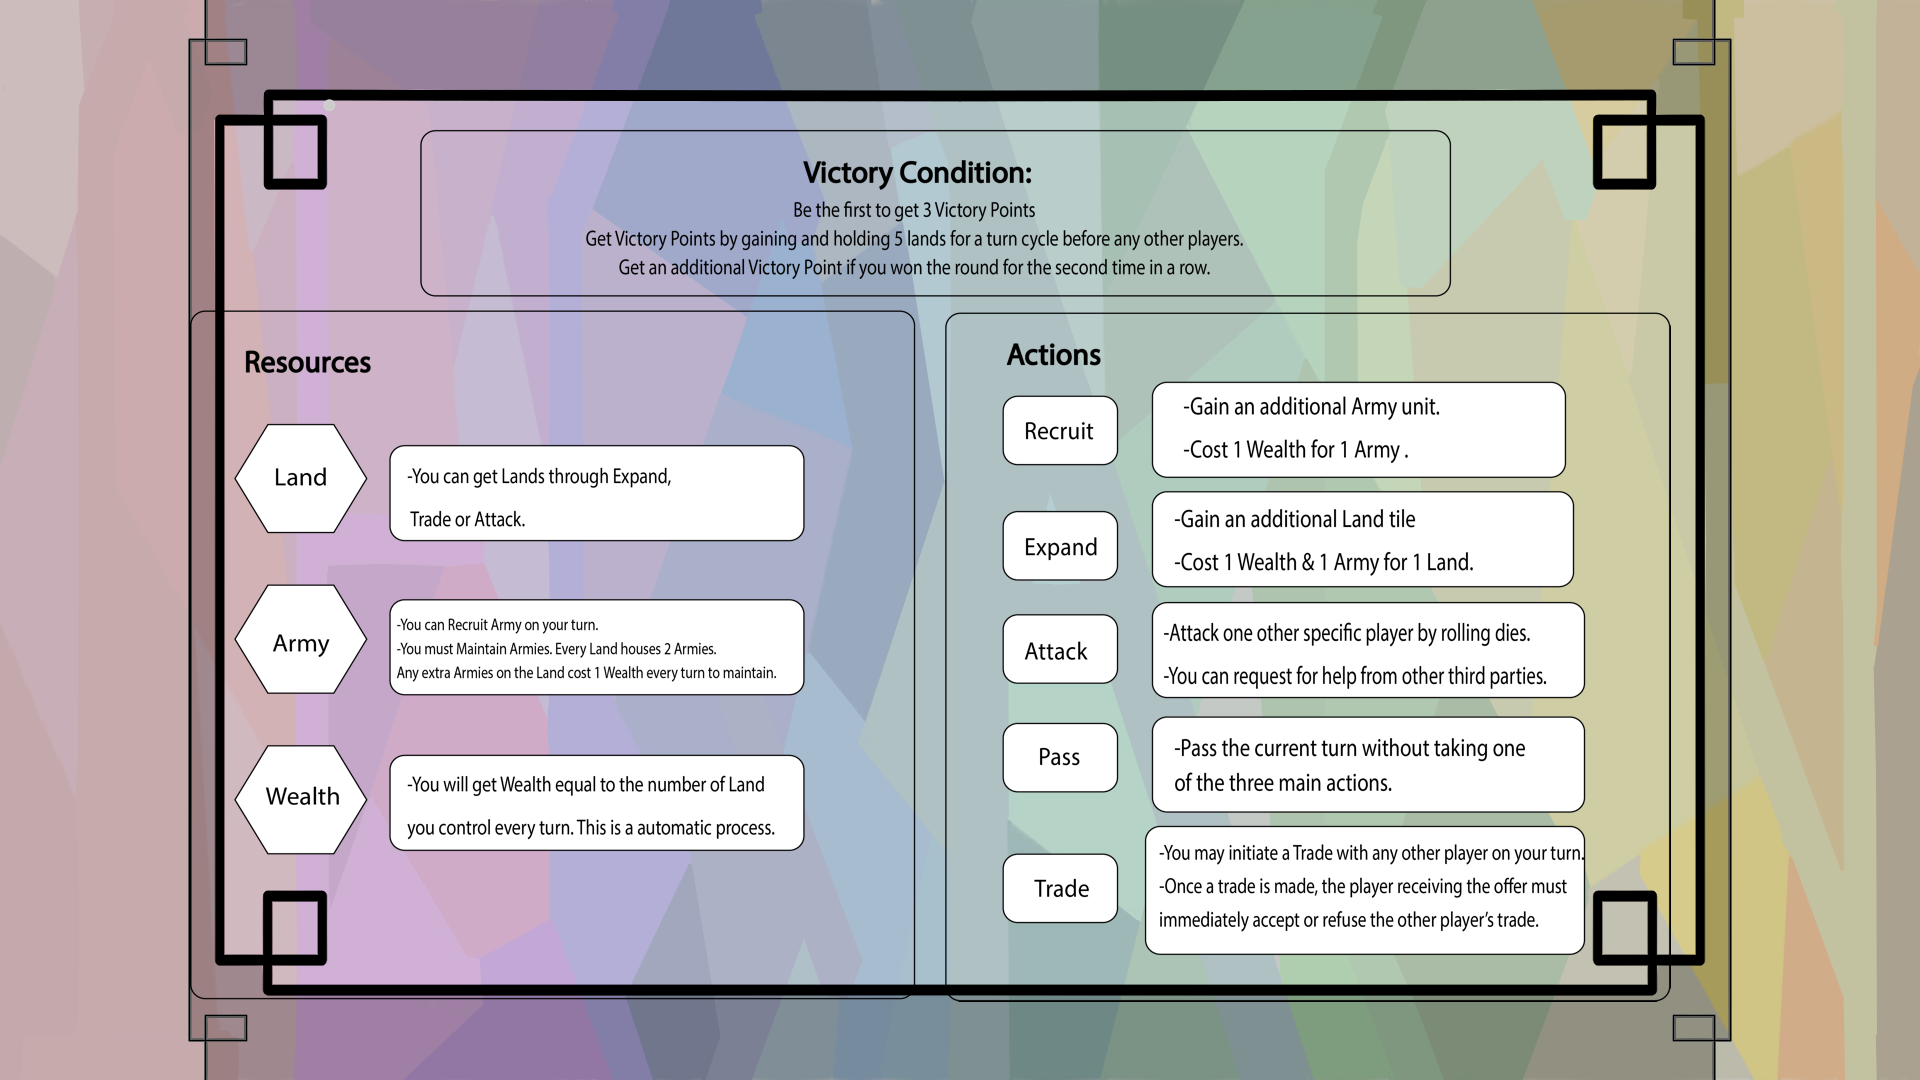 Victory Condition:
Be the first to get 3 Victory Points
Get Victory Points by gaining and holding 5 lands for a turn cycle before any other players.
Get an additional Victory Point if you won the round for the second time in a row.
Resources
Land
-You can get Lands through Expand,
Trade or Attack.
Army
-You can Recruit Army on your turn.
-You must Maintain Armies. Every Land houses 2 Armies.
Any extra Armies on the Land cost 1 Wealth every turn to maintain.
Wealth
-You will get Wealth equal to the number of Land
you control every turn. This is a automatic process.
Actions
Recruit
-Gain an additional Army unit.
-Cost 1 Wealth for 1 Army .
Expand
-Gain an additional Land tile
-Cost 1 Wealth & 1 Army for 1 Land.
Attack
-Attack one other specific player by rolling dies.
-You can request for help from other third parties.
Pass
-Pass the current turn without taking one
of the three main actions.
Trade
-You may initiate a Trade with any other player on your turn.
-Once a trade is made, the player receiving the offer must
immediately accept or refuse the other player’s trade.